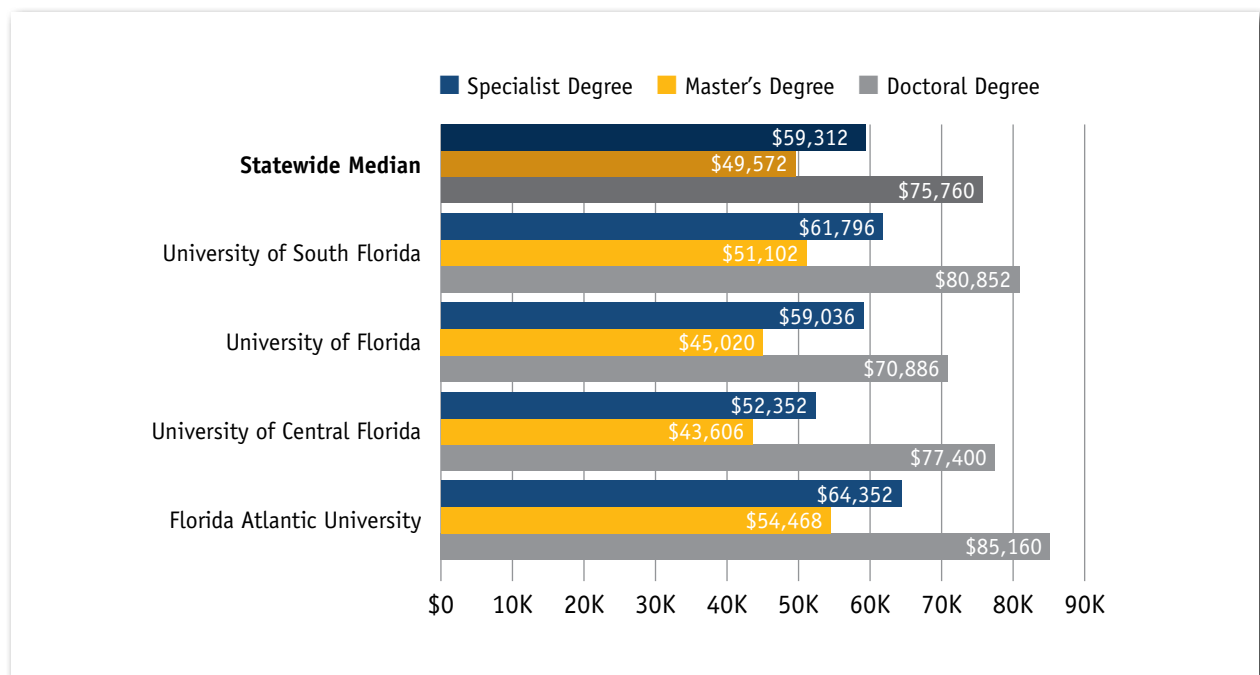 Specialist Degree Master's Degree Doctoral Degree
$59,312
Statewide Median
$49,572
$75,760
$61,796
University of South Florida
$51,102
$80,852
$59,036
University of Florida
$45,020
$70,886
$52,352
University of Central Florida
$43,606
$77,400
$64,352
Florida Atlantic University
$54,468
$85,160
$0 10K 20K 30K 40K 50K 60K 70K 80K 90K